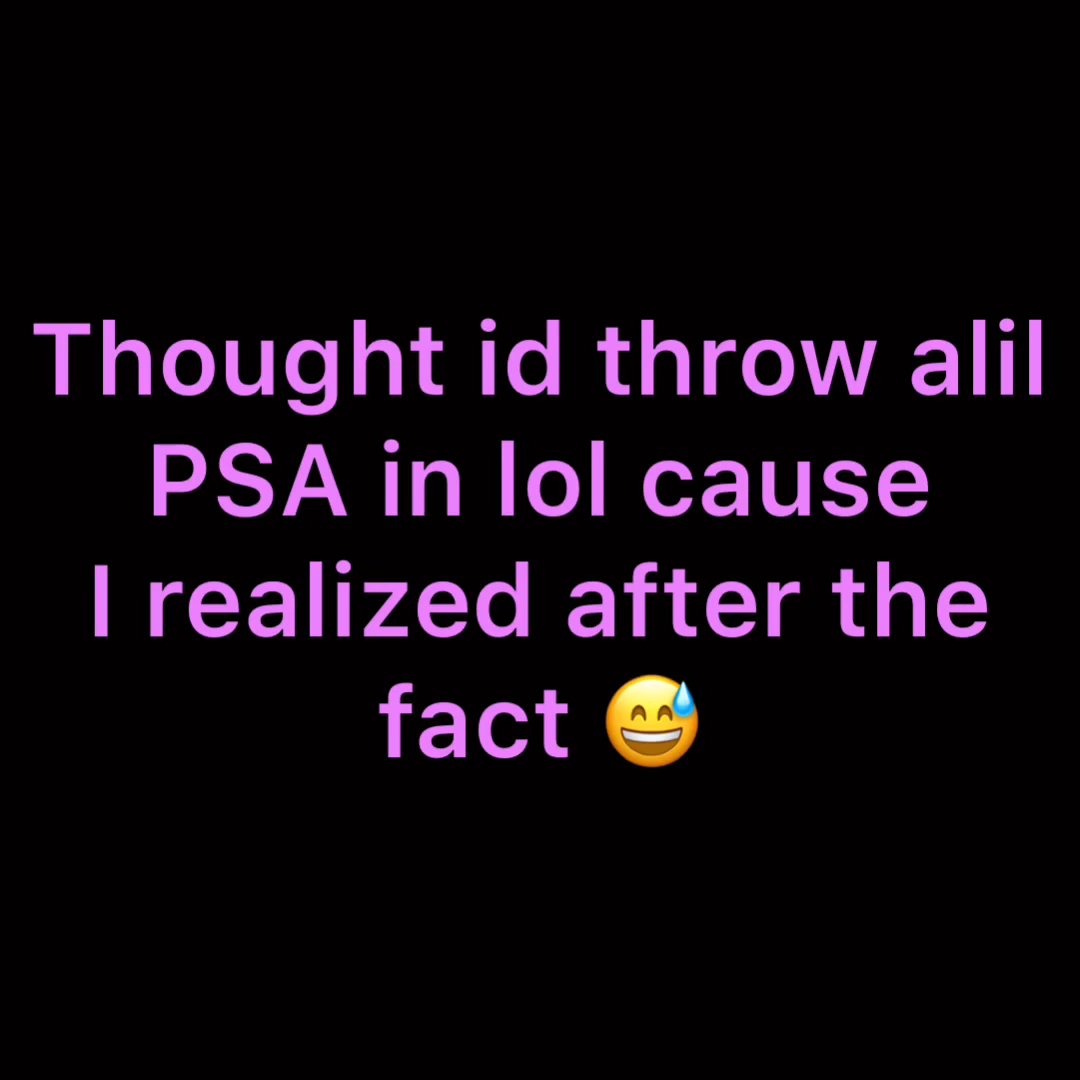 Thought id throw alil
PSA in lol cause
I realized after the
fact 😅